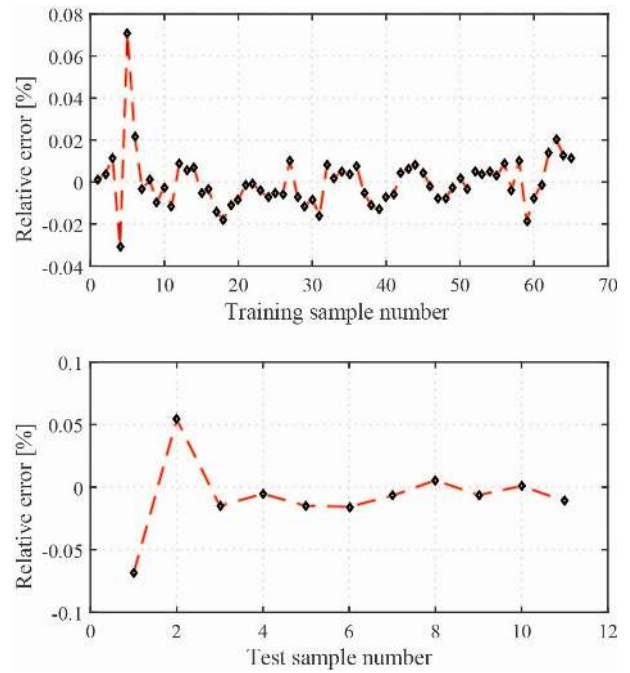 0.08
0.06
0.04
0.02
0
-0.02
-0.04
Relative error [%]
0 10 20 30 40 50 60 70
Training sample number
0.1
0.05
0
-0.05
-0.1
Relative error [%]
0 2 4 6 8 10 12
Test sample number